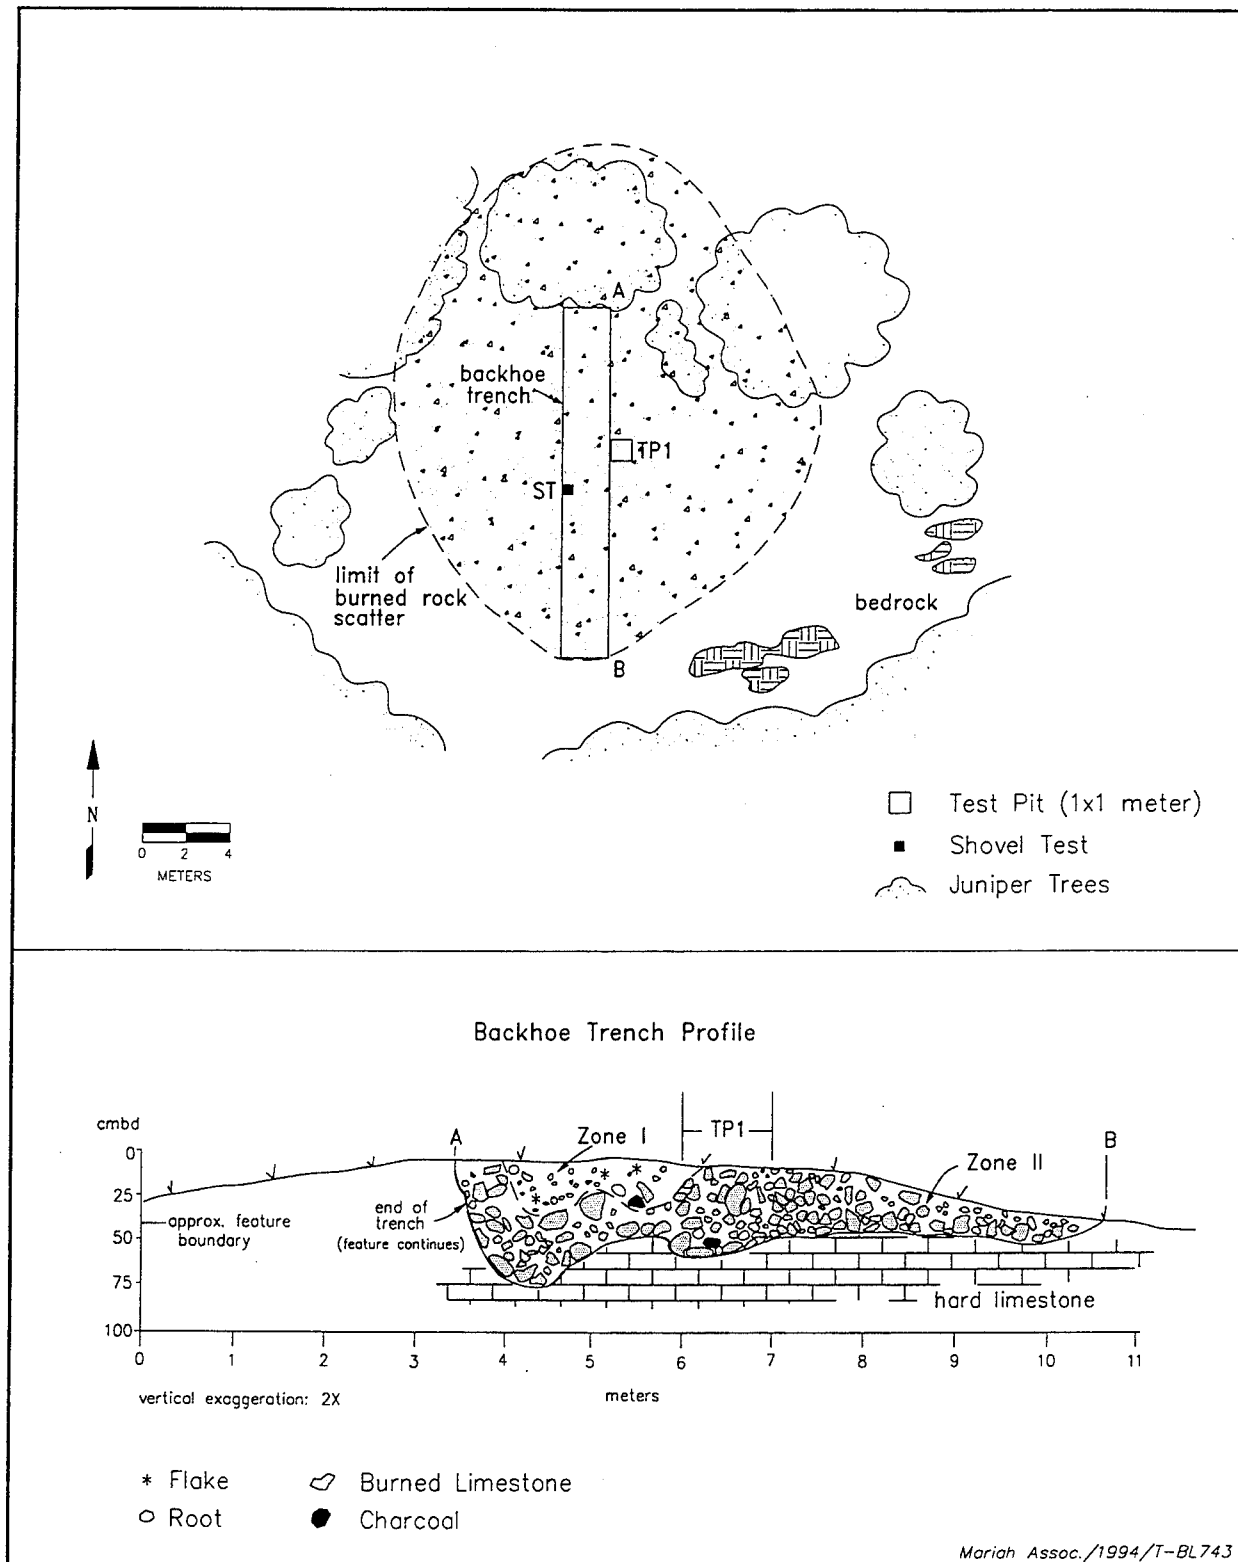 A
backhoe
trench
TP1
ST
limit of
burned rock
scatter
bedrock
B
N
0 2 4
METERS
Test Pit (1x1 meter)
Shovel Test
Juniper Trees
Backhoe Trench Profile
cmbd
A
Zone I
TP1
B
Zone II
0
25
50
75
100
approx. feature
boundary
end of
trench
(feature continues)
hard limestone
0 1 2 3 4 5 6 7 8 9 10 11
vertical exaggeration: 2X
meters
* Flake
Burned Limestone
Root
Charcoal
Mariah Assoc./1994/T-BL743